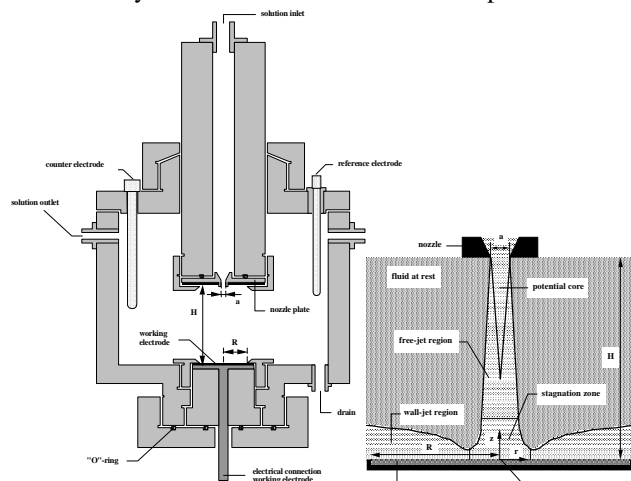 solution inlet
counter electrode
reference electrode
solution outlet
nozzle
a
fluid at rest
potential core
H
a
nozzle plate
H
working
electrode
R
free-jet region
wall-jet region
stagnation zone
drain
R
z
r
"O"-ring
electrical connection
working electrode